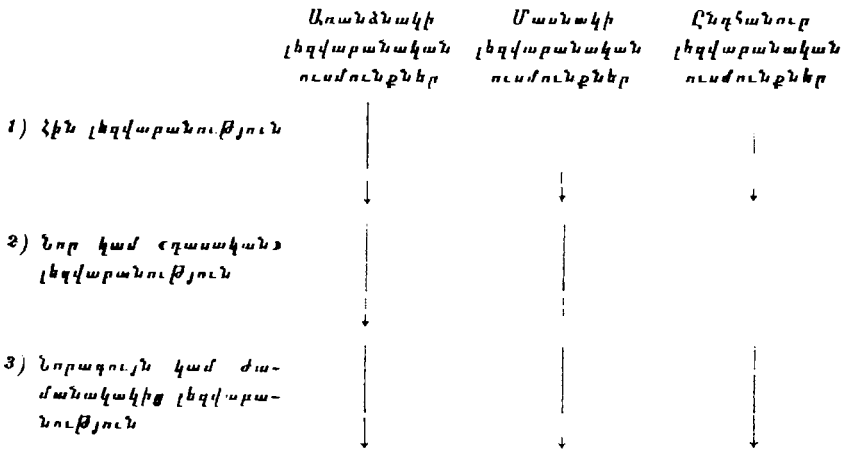 Առանձնակի Մասնակի Ընդհանուր
լեզվաբանական լեզվաբանական լեզվաբանական
ուսմունքներ ուսմունքներ ուսմունքներ
1) Հին լեզվաբանություն
2) Նոր կամ «դասական»
լեզվաբանություն
3) Նորագույն կամ ժա-
մանակակից լեզվաբա-
նություն